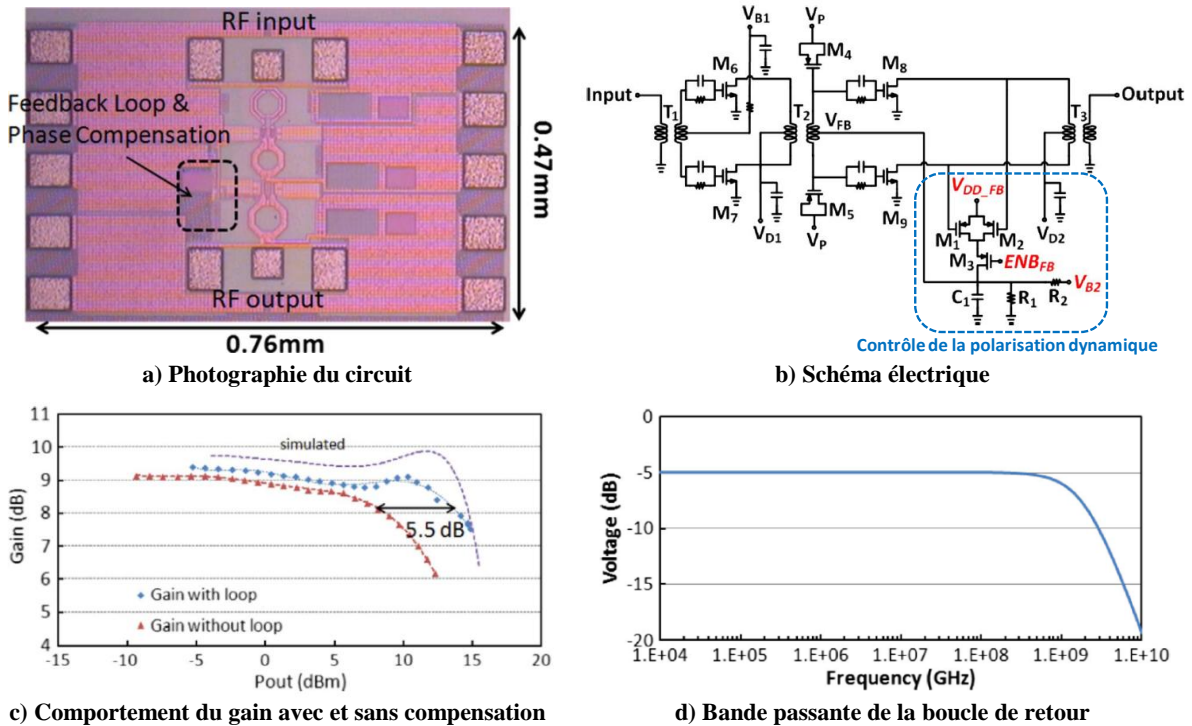 RF input
Feedback Loop &
Phase Compensation
RF output
0.47mm
0.76mm
a) Photographie du circuit
V_B1
V_P
M_4
M_6
M_8
Input
T_1
T_2
V_FB
T_3
Output
M_7
V_D1
M_5
V_P
M_9
V_DD_FB
M_1
M_2
V_D2
M_3
ENB_FB
V_B2
C_1
R_1
R_2
Contrôle de la polarisation dynamique
b) Schéma électrique
11
10
9
8
7
6
5
4
Gain (dB)
simulated
5.5 dB
Gain with loop
Gain without loop
-15
-10
-5
0
5
10
15
20
Pout (dBm)
c) Comportement du gain avec et sans compensation
0
-5
-10
-15
-20
Voltage (dB)
1.E+04
1.E+05
1.E+06
1.E+07
1.E+08
1.E+09
1.E+10
Frequency (GHz)
d) Bande passante de la boucle de retour